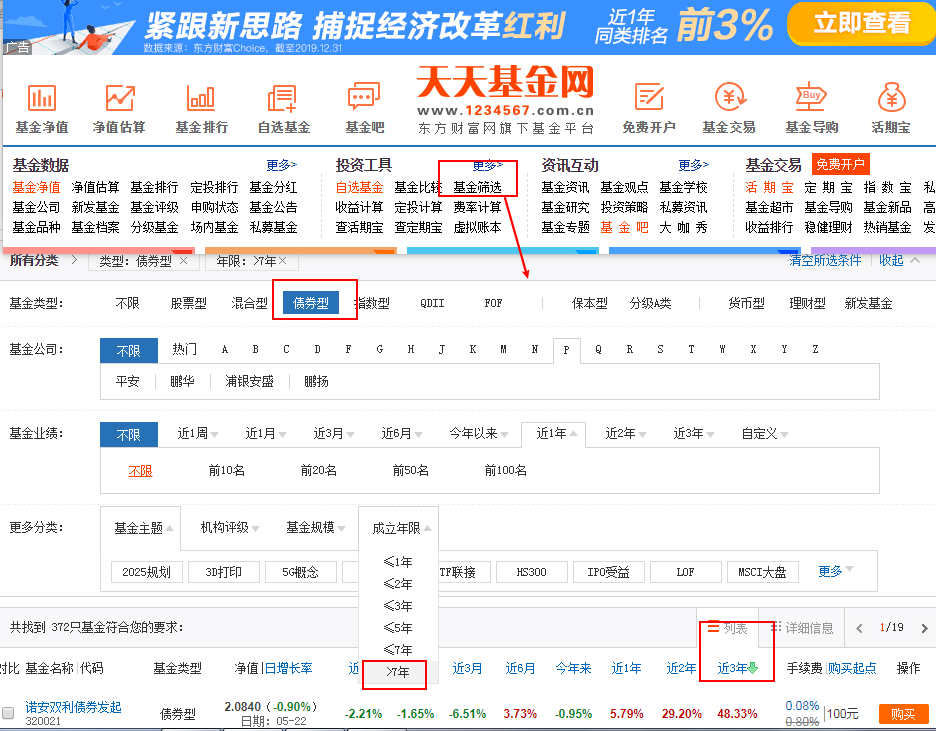 紧跟新思路 捕捉经济改革红利
近1年
同类排名
前3%
立即查看
数据来源：东方财富Choice，截至2019.12.31
广告
基金净值 净值估算 基金排行 自选基金 基金吧
天天基金网
www.1234567.com.cn
东方财富网旗下基金平台
免费开户 基金交易 基金导购 活期宝
Buy
基金数据 更多> 投资工具 更多> 资讯互动 更多> 基金交易 免费开户
基金净值 净值估算 基金排行 定投排行 基金分红 自选基金 基金比较 基金筛选 基金资讯 基金观点 基金学校 活期宝 定期宝 指数宝 私
基金公司 新发基金 基金评级 申购状态 基金公告 收益计算 定投计算 费率计算 基金研究 投资策略 私募资讯 基金超市 基金导购 基金新品 高
基金品种 基金档案 分级基金 场内基金 私募基金 查活期宝 查定期宝 虚拟账本 基金专题 基金吧 大咖秀 收益排行 稳健理财 热销基金 发
所有分类 > 类型：债券型 × 年限：>7年 × 清空所选条件 收起
基金类型： 不限 股票型 混合型 债券型 指数型 QDII FOF | 保本型 分级A类 | 货币型 理财型 新发基金
基金公司： 不限 热门 A B C D F G H J K M N P Q R S T W X Y Z
平安 鹏华 浦银安盛 鹏扬
基金业绩： 不限 近1周 近1月 近3月 近6月 今年以来 近1年 近2年 近3年 自定义
不限 前10名 前20名 前50名 前100名
更多分类： 基金主题 机构评级 基金规模 成立年限
2025规划 3D打印 5G概念 TF联接 HS300 IPO受益 LOF MSCI大盘 更多
≤1年
≤2年
≤3年
≤5年
≤7年
>7年
共找到 372只基金符合您的要求： 列表 详细信息 < 1/19 >
对比 基金名称|代码 基金类型 净值|日增长率 近 近3月 近6月 今年来 近1年 近2年 近3年 手续费|购买起点 操作
诺安双利债券发起 债券型 2.0840（-0.90%） -2.21% -1.65% -6.51% 3.73% -0.95% 5.79% 29.20% 48.33% 0.08% 100元 购买
320021 日期：05-22 0.80%